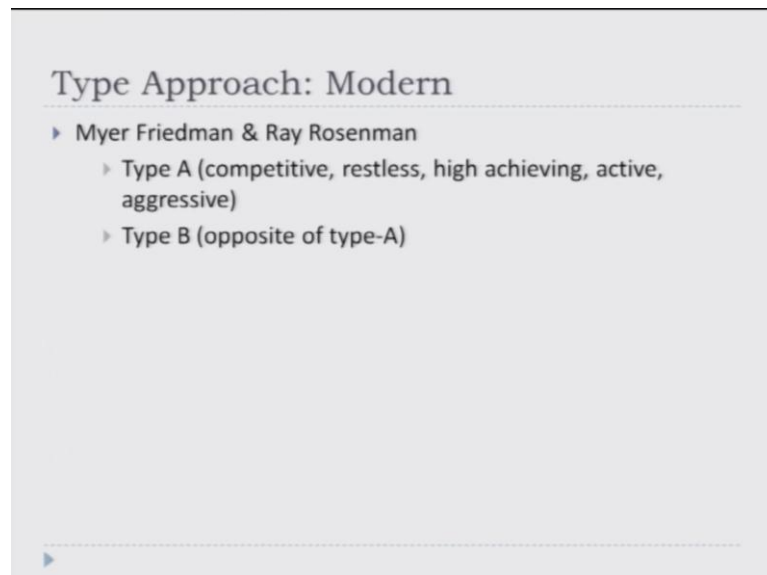 Type Approach: Modern
Myer Friedman & Ray Rosenman
Type A (competitive, restless, high achieving, active,
aggressive)
Type B (opposite of type-A)